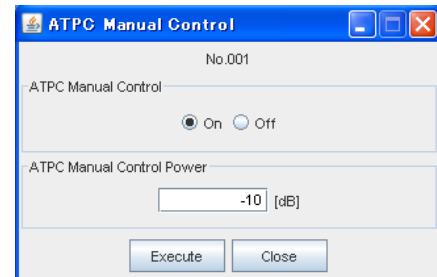 ATPC Manual Control
No.001
ATPC Manual Control
On Off
ATPC Manual Control Power
-10 [dB]
Execute Close